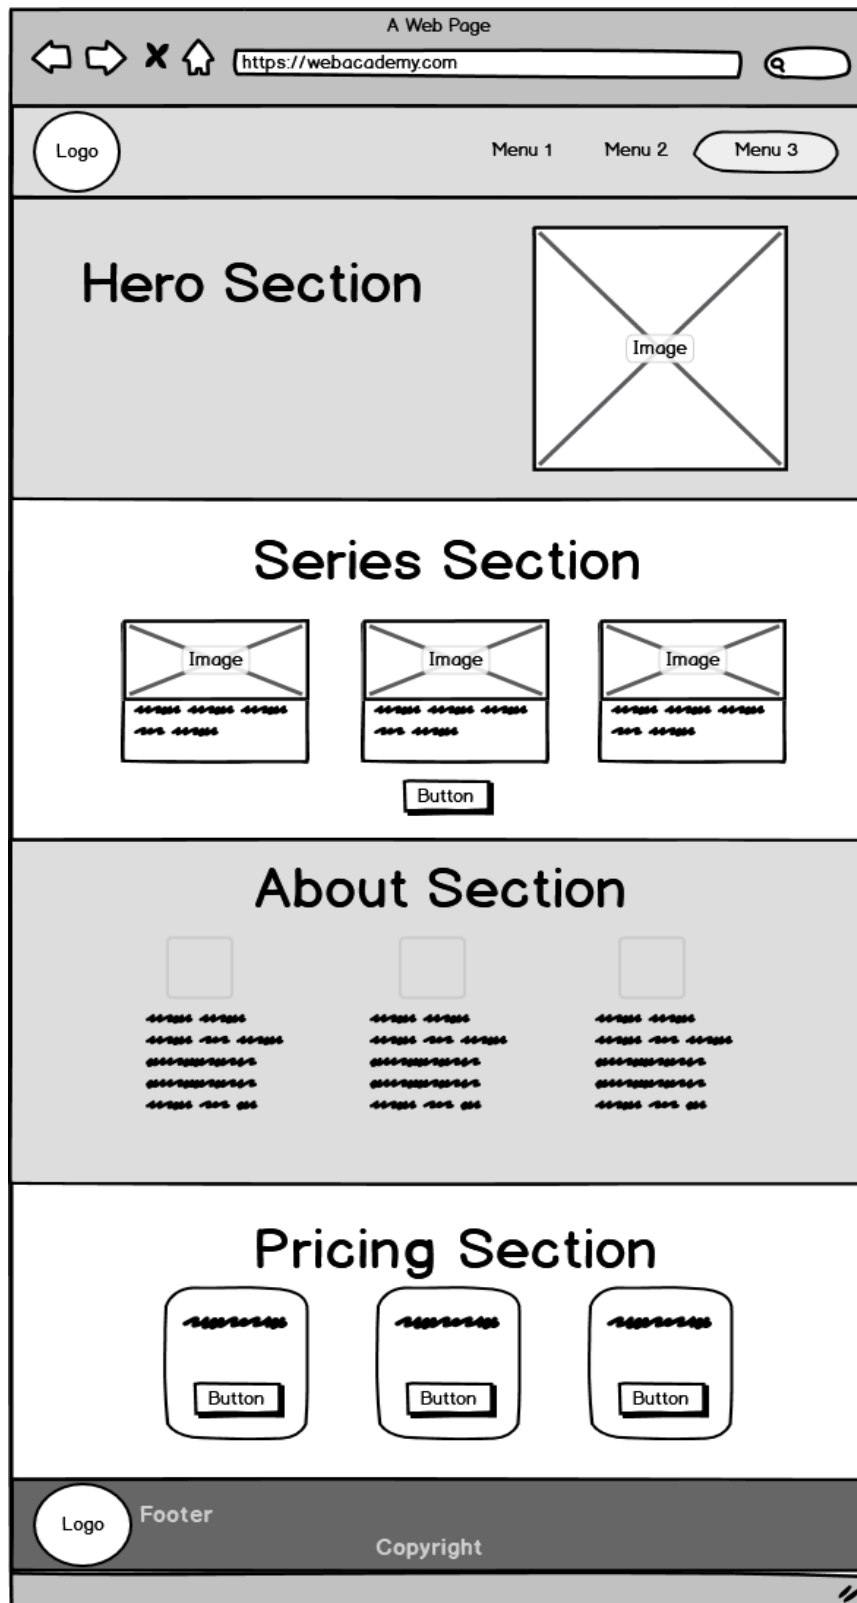 A Web Page
https://webacademy.com
Logo
Menu 1 Menu 2 Menu 3
Hero Section
Image
Series Section
Image Image Image
Button
About Section
Pricing Section
Button Button Button
Logo
Footer
Copyright